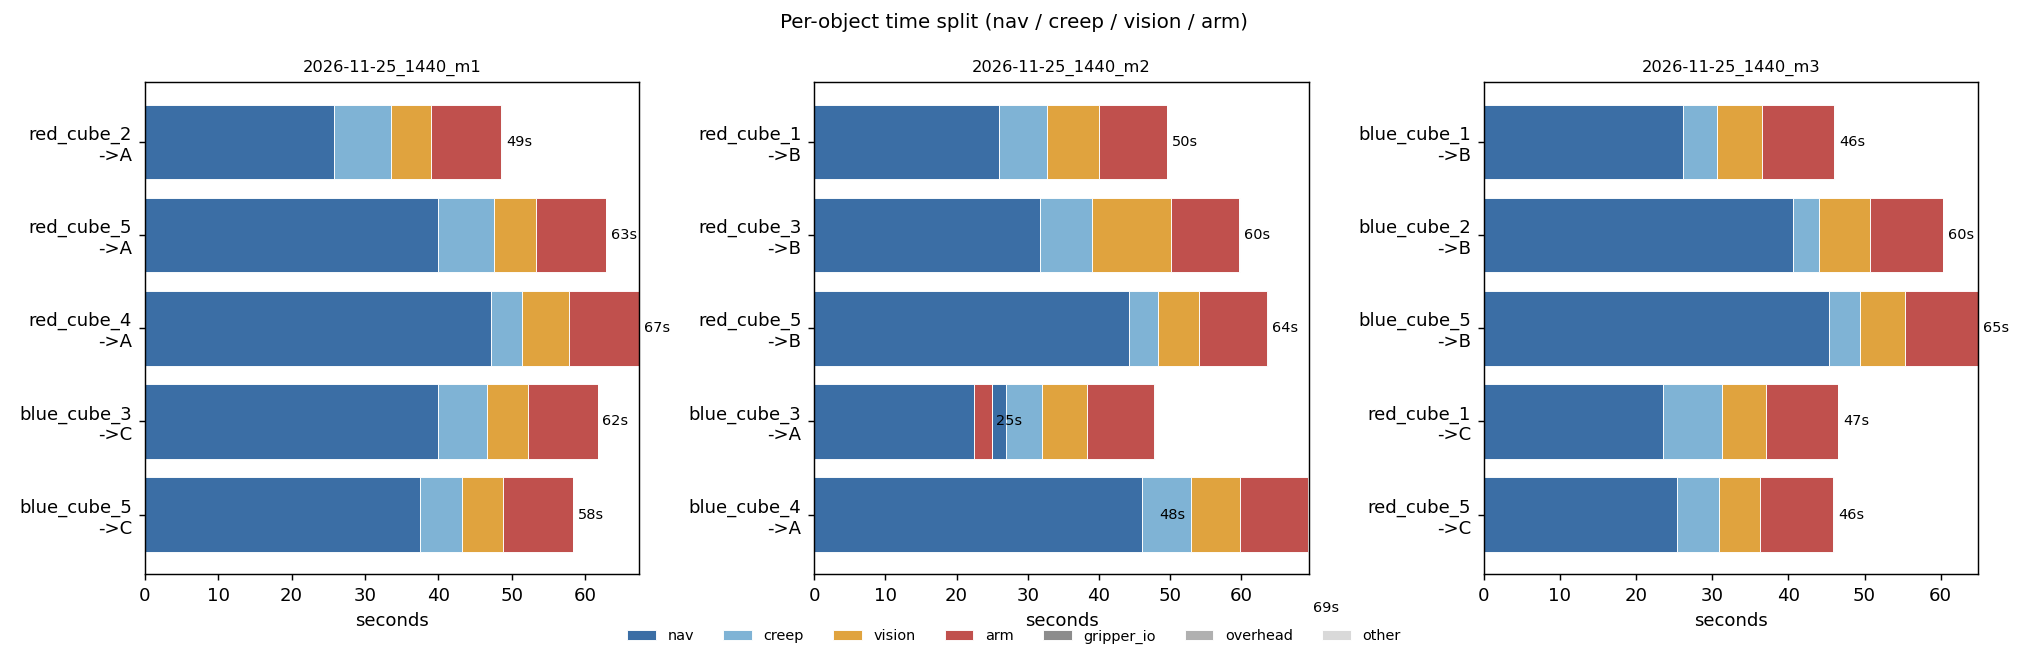 Per-object time split (nav / creep / vision / arm)
2026-11-25_1440_m1
red_cube_2
->A
49s
red_cube_5
->A
63s
red_cube_4
->A
67s
blue_cube_3
->C
62s
blue_cube_5
->C
58s
0 10 20 30 40 50 60
seconds
2026-11-25_1440_m2
red_cube_1
->B
50s
red_cube_3
->B
60s
red_cube_5
->B
64s
blue_cube_3
->A
25s
blue_cube_4
->A
48s
0 10 20 30 40 50 60
69s
seconds
2026-11-25_1440_m3
blue_cube_1
->B
46s
blue_cube_2
->B
60s
blue_cube_5
->B
65s
red_cube_1
->C
47s
red_cube_5
->C
46s
0 10 20 30 40 50 60
seconds
nav creep vision arm gripper_io overhead other